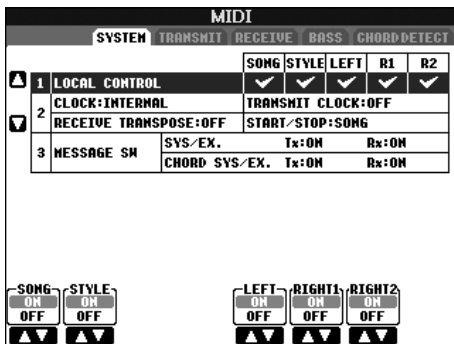 MIDI
SYSTEM TRANSMIT RECEIVE BASS CHORD DETECT
SONG STYLE LEFT R1 R2
1 LOCAL CONTROL
2 CLOCK:INTERNAL TRANSMIT CLOCK:OFF
RECEIVE TRANSPOSE:OFF START/STOP:SONG
3 MESSAGE SW SYS/EX. Tx:ON Rx:ON
CHORD SYS/EX. Tx:ON Rx:ON
SONG STYLE LEFT RIGHT1 RIGHT2
ON ON ON ON ON
OFF OFF OFF OFF OFF